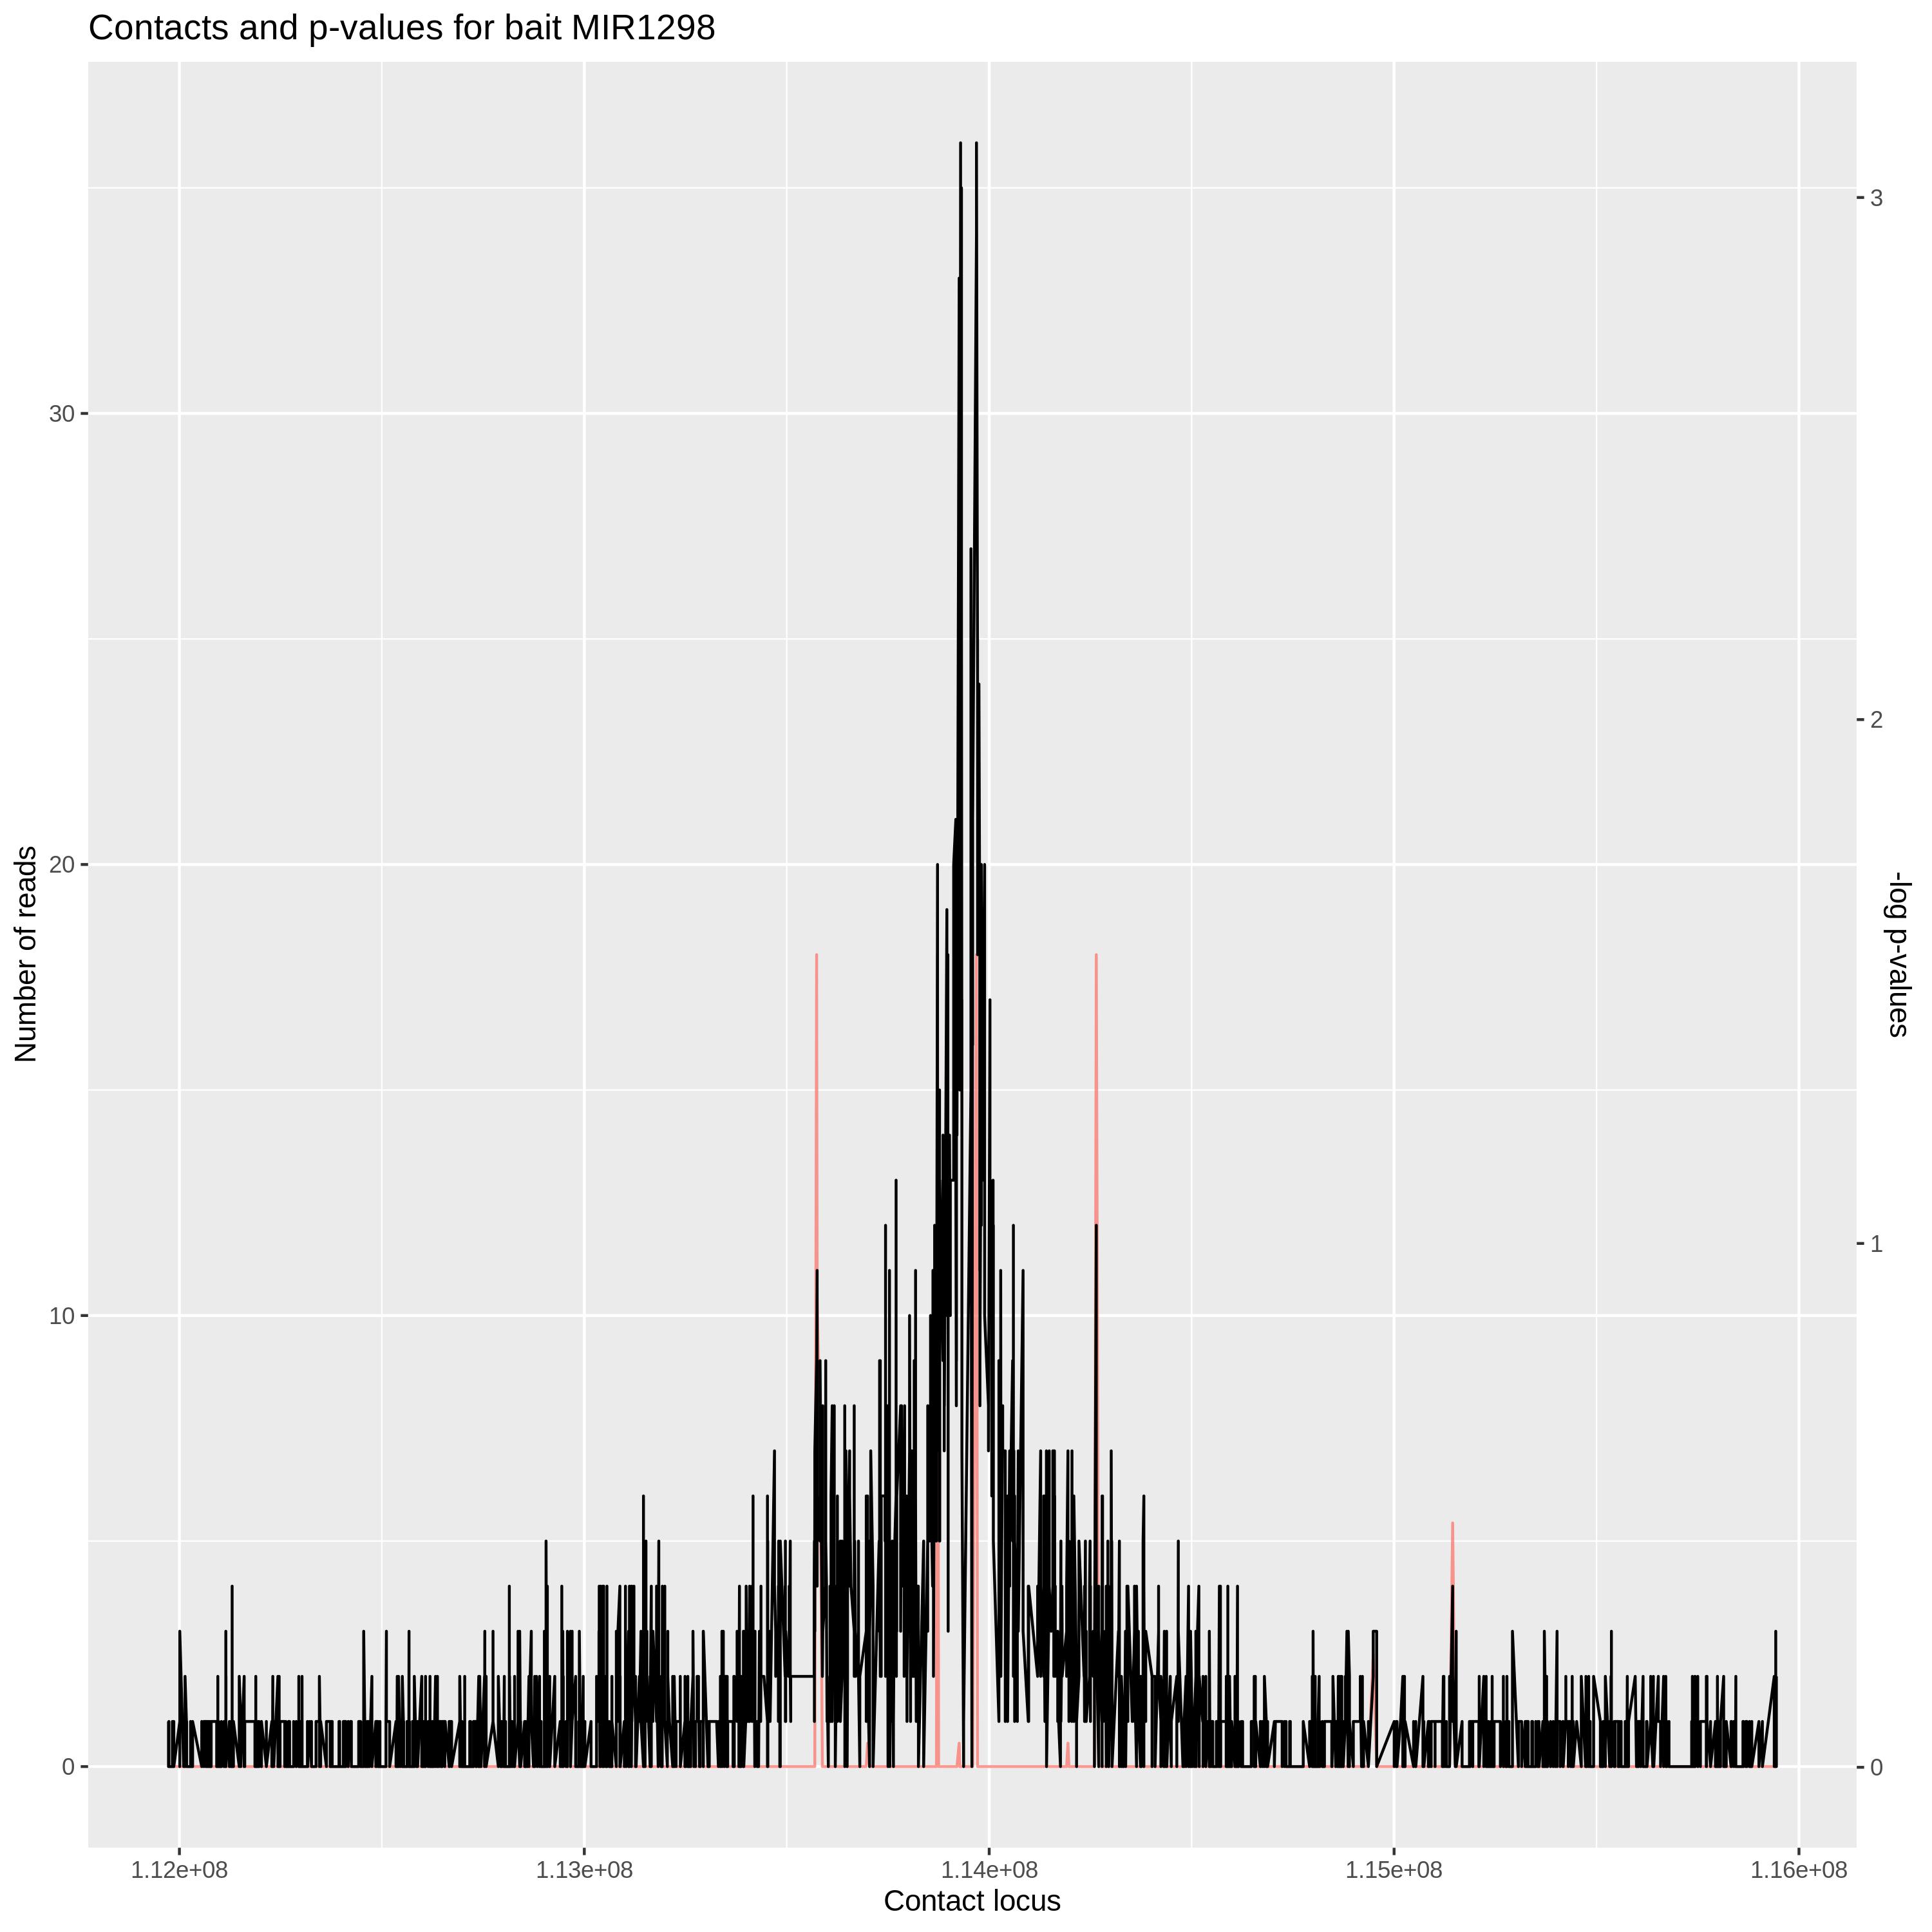 Contacts and p-values for bait MIR1298
Number of reads
30
20
10
0
3
2
1
0
-log p-values
1.12e+08 1.13e+08 1.14e+08 1.15e+08 1.16e+08
Contact locus